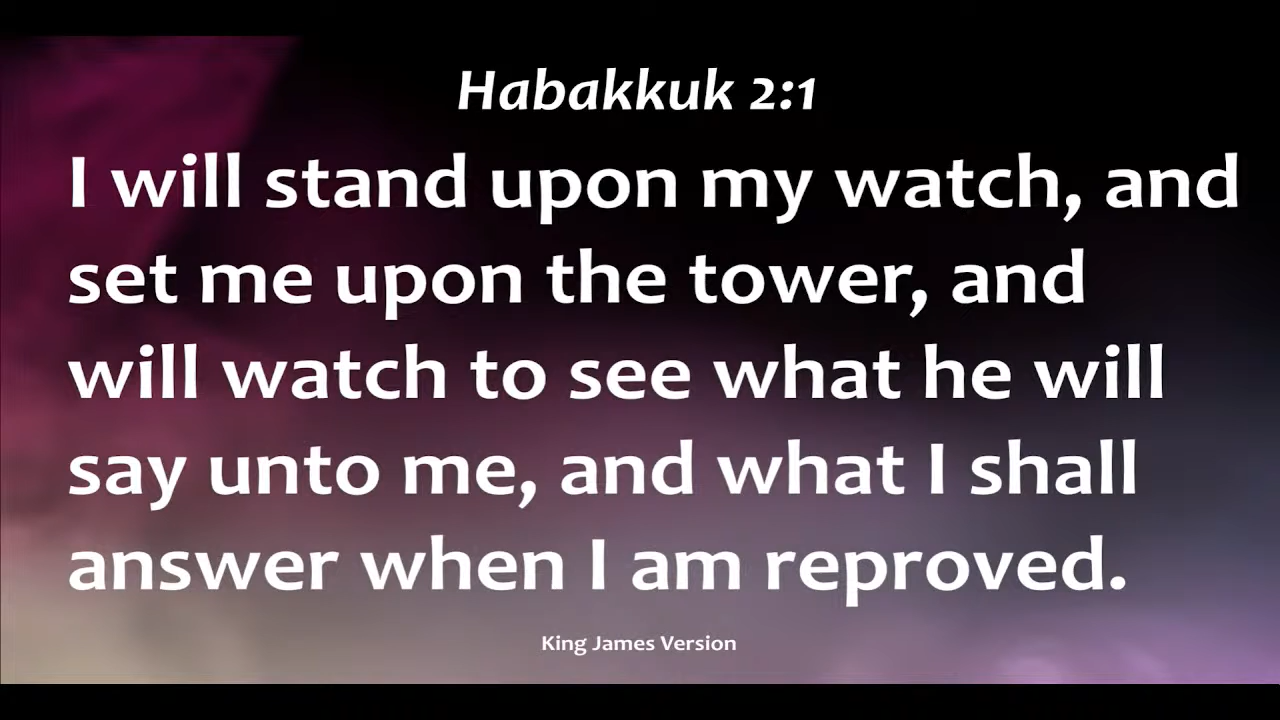 Habakkuk 2:1
I will stand upon my watch, and
set me upon the tower, and
will watch to see what he will
say unto me, and what I shall
answer when I am reproved.
King James Version